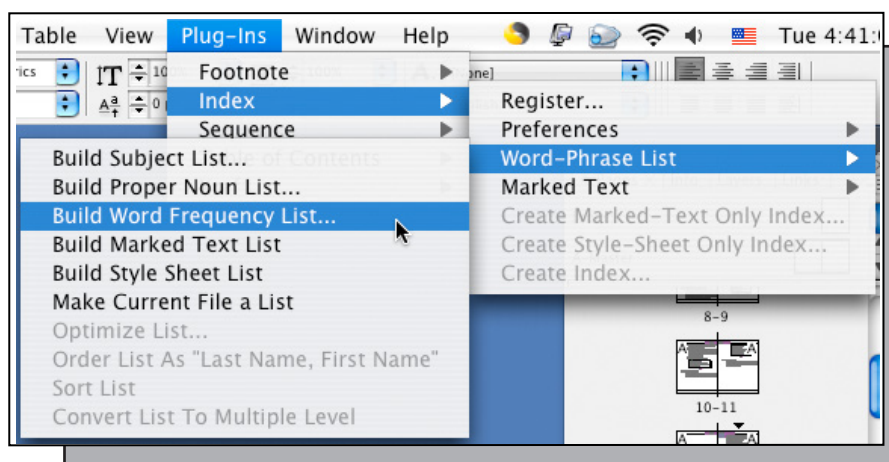 Table View Plug-Ins Window Help Tue 4:41:
Footnote
Index
Sequence
Register...
Preferences
Word-Phrase List
Marked Text
Create Marked-Text Only Index...
Create Style-Sheet Only Index...
Create Index...
Build Subject List...
Build Proper Noun List...
Build Word Frequency List...
Build Marked Text List
Build Style Sheet List
Make Current File a List
Optimize List...
Order List As "Last Name, First Name"
Sort List
Convert List To Multiple Level
8-9
A A
10-11
A A